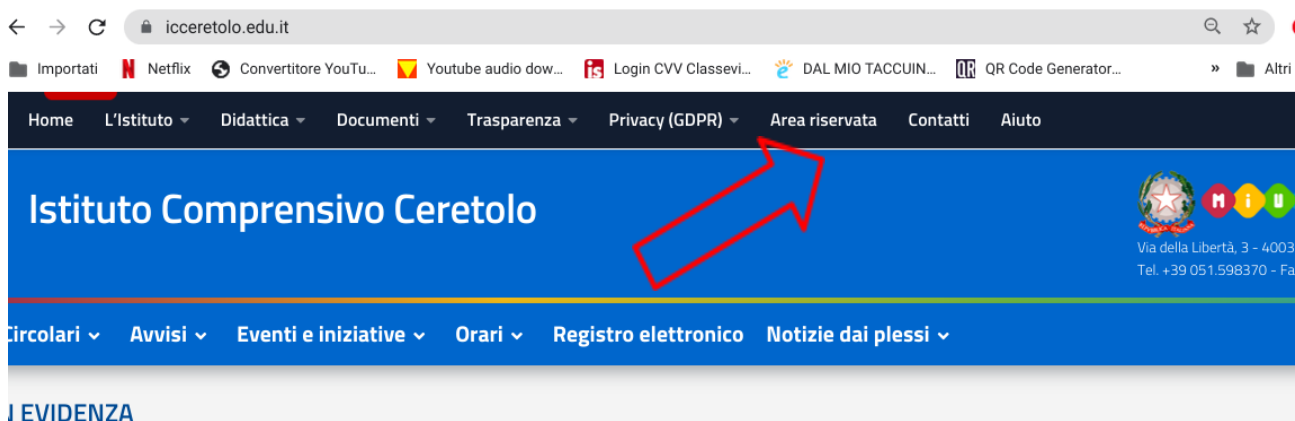 icceretolo.edu.it
Importati Netflix Convertitore YouTu... Youtube audio dow... Login CVV Classevi... DAL MIO TACCUIN... QR Code Generator... » Altri
Home L'Istituto Didattica Documenti Trasparenza Privacy (GDPR) Area riservata Contatti Aiuto
Istituto Comprensivo Ceretolo
M i U
Via della Libertà, 3 - 4003
Tel. +39 051.598370 - Fa
Circolari Avvisi Eventi e iniziative Orari Registro elettronico Notizie dai plessi
N EVIDENZA